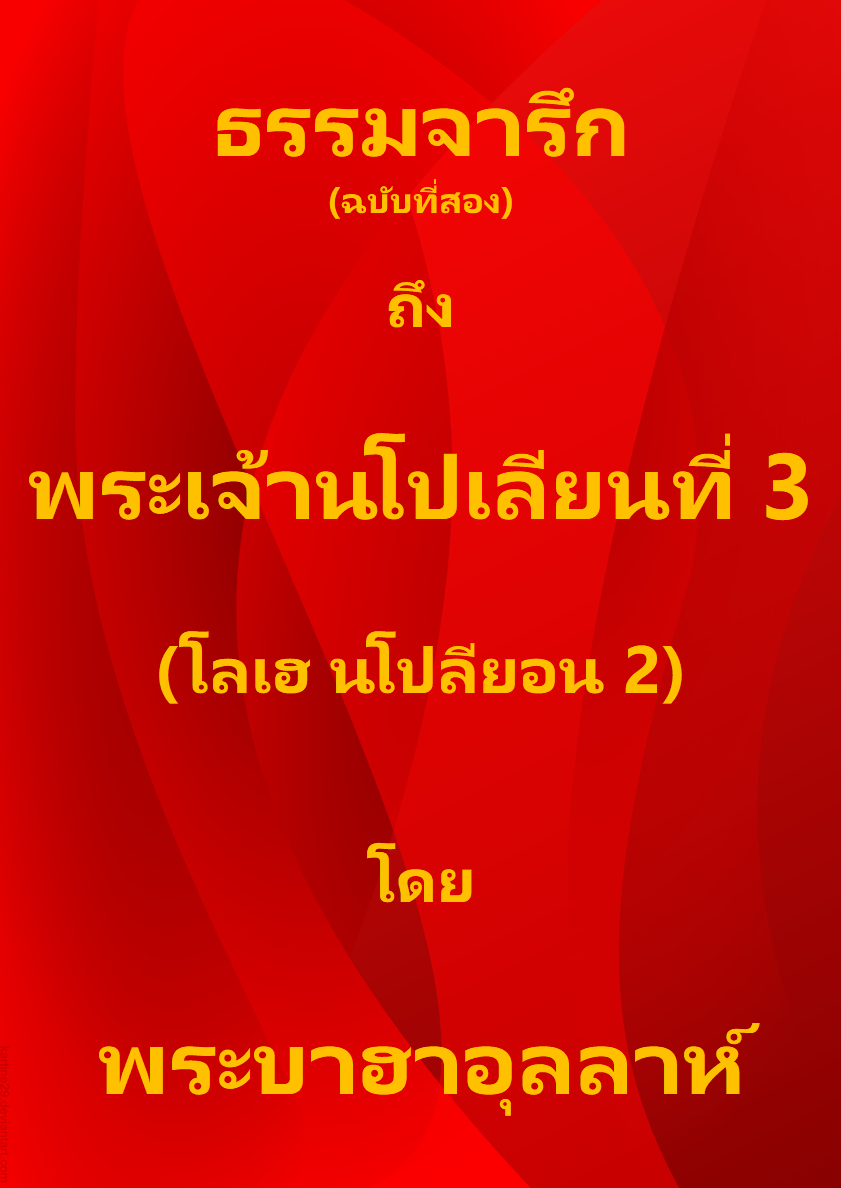 ธรรมจารึก
(ฉบับที่สอง)
ถึง
พระเจ้านโปเลียนที่ 3
(โลเฮ นโปลียอน 2)
โดย
พระบาฮาอุลลาห์